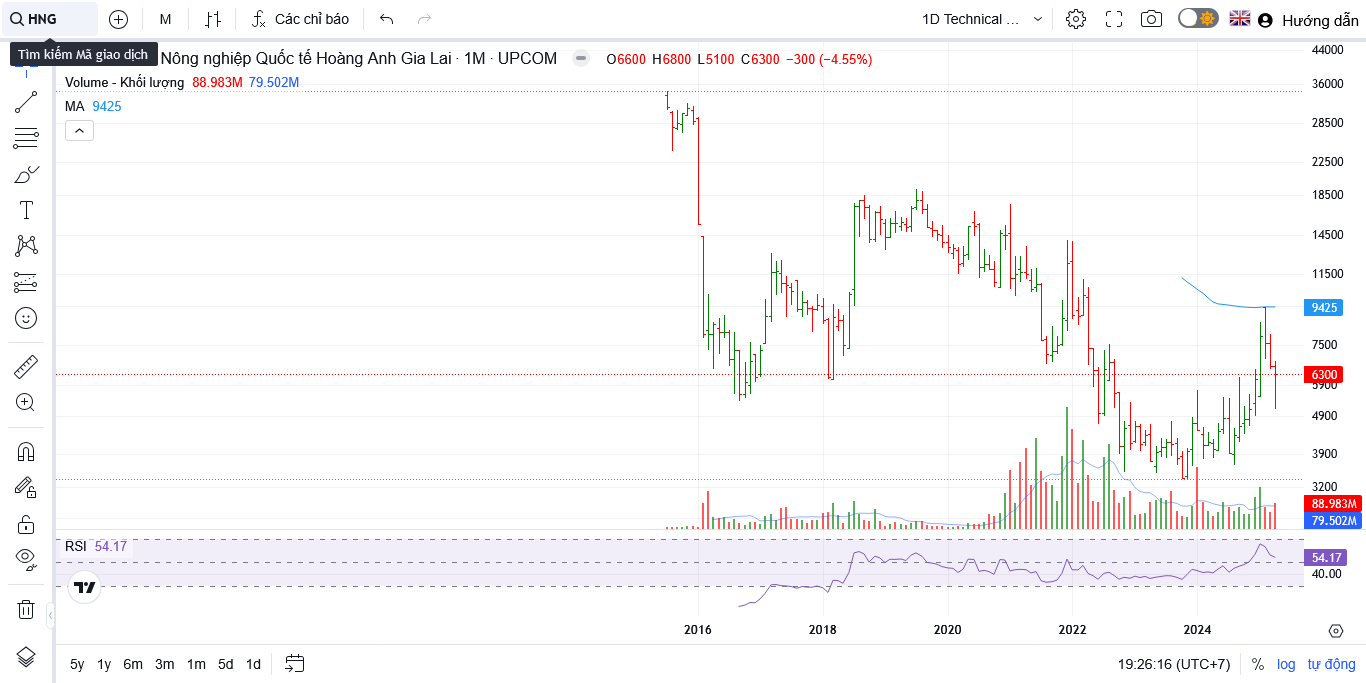 HNG
M
Các chỉ báo
1D Technical ...
Hướng dẫn
Tìm kiếm Mã giao dịch
Nông nghiệp Quốc tế Hoàng Anh Gia Lai · 1M · UPCOM
O6600 H6800 L5100 C6300 −300 (−4.55%)
Volume - Khối lượng 88.983M 79.502M
MA 9425
44000
36000
28500
22500
18500
14500
11500
9425
7500
6300
5900
4900
3900
3200
88.983M
79.502M
RSI 54.17
54.17
40.00
2016 2018 2020 2022 2024
5y 1y 6m 3m 1m 5d 1d
19:26:16 (UTC+7)
% log tự động